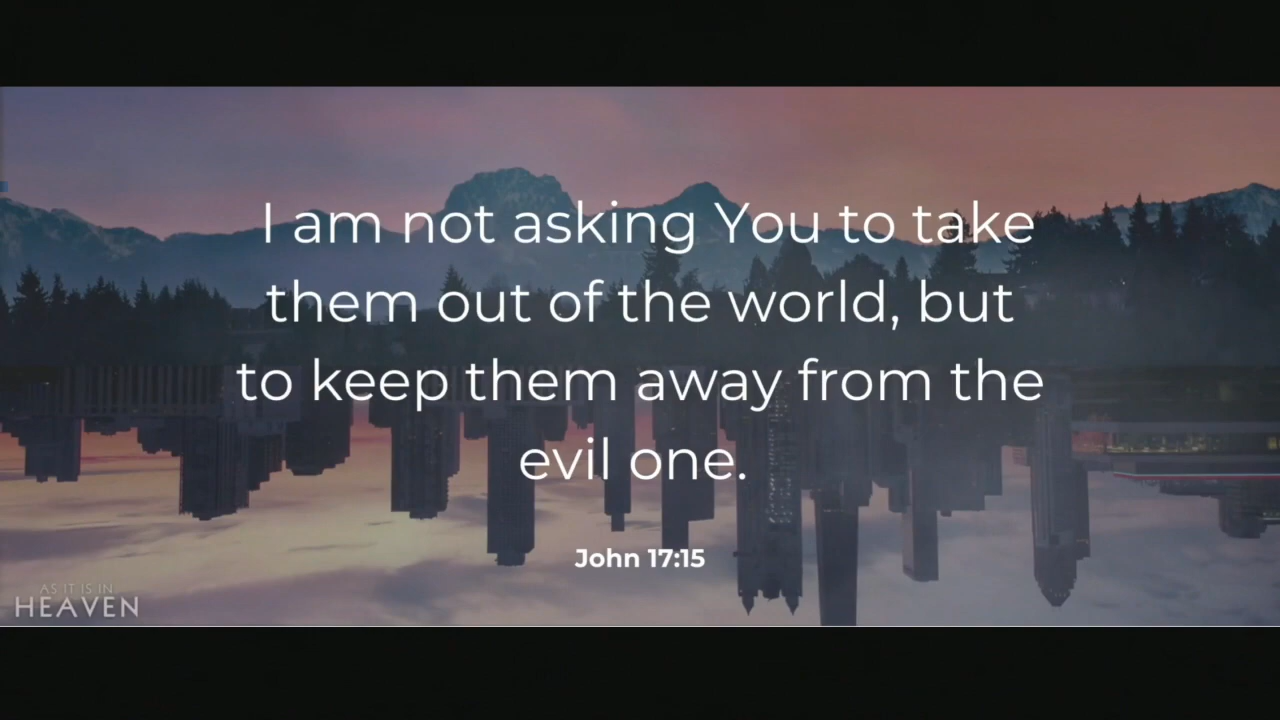 I am not asking You to take
them out of the world, but
to keep them away from the
evil one.
John 17:15
AS IT IS IN
HEAVEN